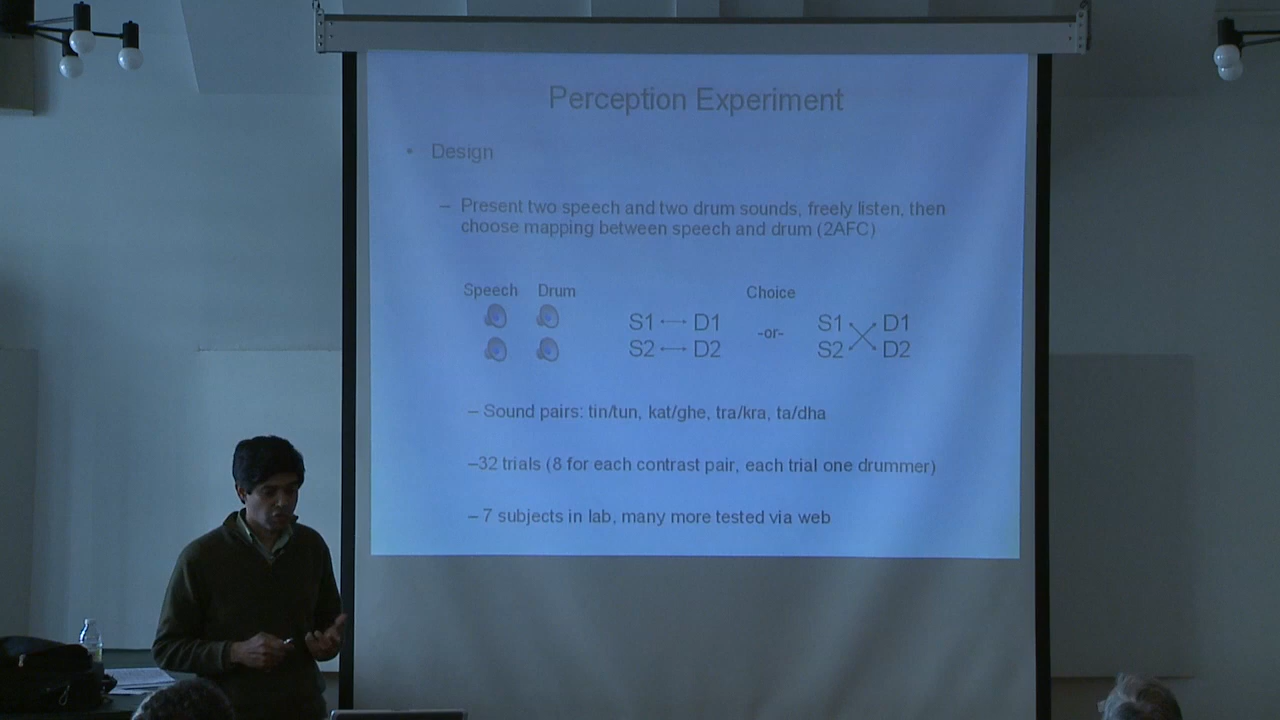 Perception Experiment
• Design
– Present two speech and two drum sounds, freely listen, then
choose mapping between speech and drum (2AFC)
Speech Drum Choice
S1 ←→ D1 -or- S1 D1
S2 ←→ D2 S2 D2
– Sound pairs: tin/tun, kat/ghe, tra/kra, ta/dha
–32 trials (8 for each contrast pair, each trial one drummer)
– 7 subjects in lab, many more tested via web